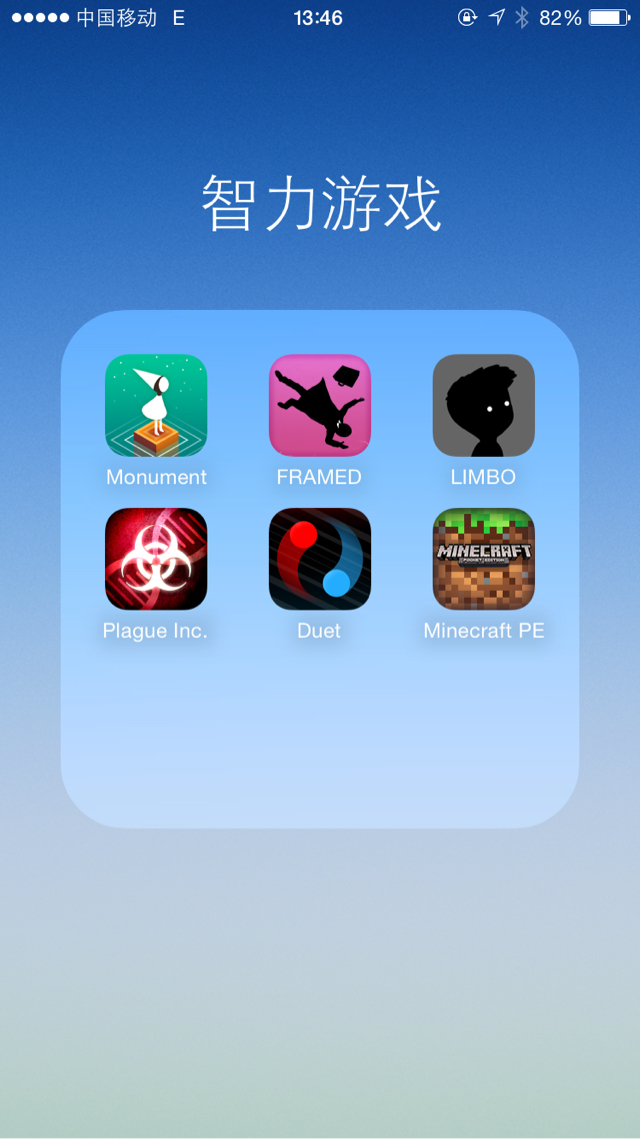 中国移动 E 13:46 82%
智力游戏
Monument FRAMED LIMBO
MINECRAFT
POCKET EDITION
Plague Inc. Duet Minecraft PE